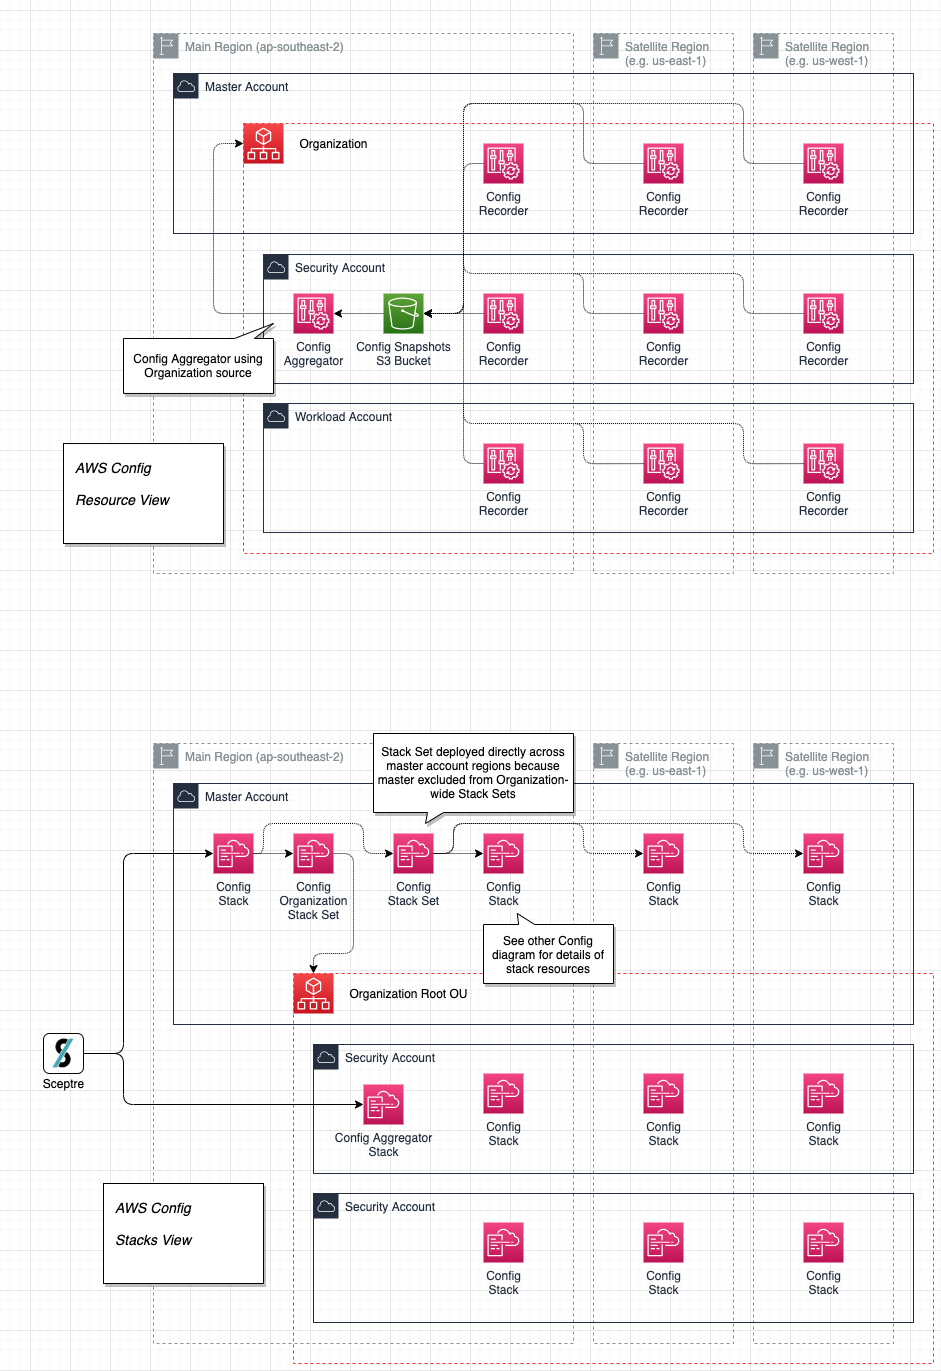 Main Region (ap-southeast-2)
Satellite Region
(e.g. us-east-1)
Satellite Region
(e.g. us-west-1)
Master Account
Organization
Config
Recorder
Config
Recorder
Config
Recorder
Security Account
Config
Aggregator
Config Snapshots
S3 Bucket
Config
Recorder
Config
Recorder
Config
Recorder
Config Aggregator using
Organization source
Workload Account
Config
Recorder
Config
Recorder
Config
Recorder
AWS Config
Resource View
Main Region (ap-southeast-2)
Stack Set deployed directly across
master account regions because
master excluded from Organization-
wide Stack Sets
Satellite Region
(e.g. us-east-1)
Satellite Region
(e.g. us-west-1)
Master Account
Config
Stack
Config
Organization
Stack Set
Config
Stack Set
Config
Stack
Config
Stack
Config
Stack
See other Config
diagram for details of
stack resources
Organization Root OU
Sceptre
Security Account
Config Aggregator
Stack
Config
Stack
Config
Stack
Config
Stack
Security Account
Config
Stack
Config
Stack
Config
Stack
AWS Config
Stacks View